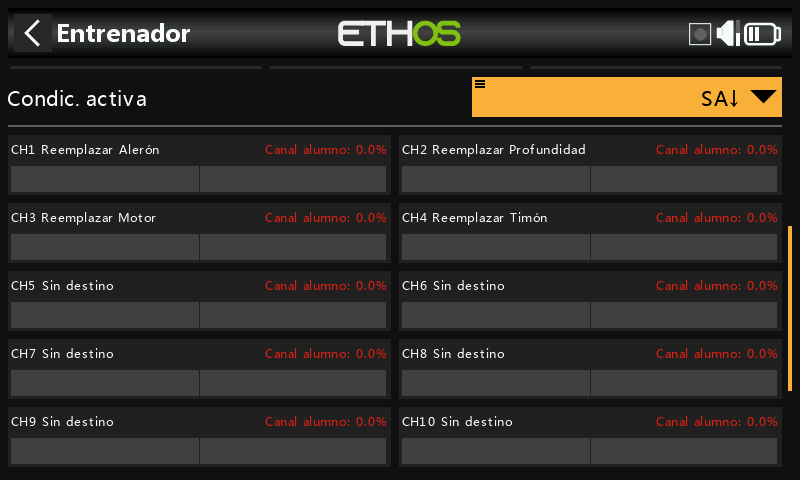 Entrenador
ETHOS
Condic. activa
SA↓
CH1 Reemplazar Alerón
Canal alumno: 0.0%
CH2 Reemplazar Profundidad
Canal alumno: 0.0%
CH3 Reemplazar Motor
Canal alumno: 0.0%
CH4 Reemplazar Timón
Canal alumno: 0.0%
CH5 Sin destino
Canal alumno: 0.0%
CH6 Sin destino
Canal alumno: 0.0%
CH7 Sin destino
Canal alumno: 0.0%
CH8 Sin destino
Canal alumno: 0.0%
CH9 Sin destino
Canal alumno: 0.0%
CH10 Sin destino
Canal alumno: 0.0%